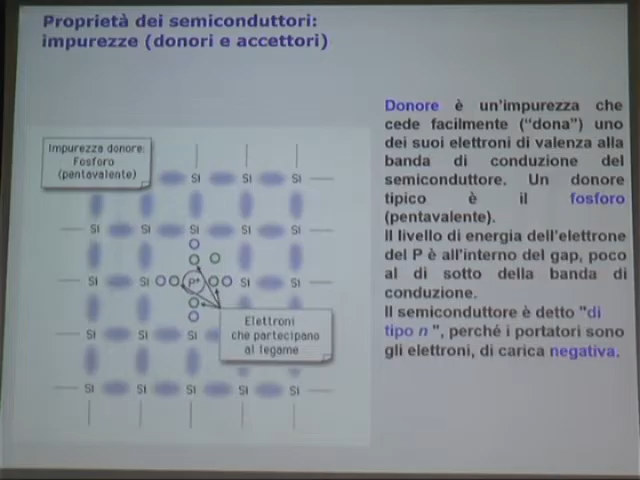 Proprietà dei semiconduttori:
impurezze (donori e accettori)
Impurezza donore:
Fosforo
(pentavalente)
Si Si Si
Si Si Si Si Si
Si Si P+ Si Si
Si Si Si
Si Si Si Si Si
Elettroni
che partecipano
al legame
Donore è un'impurezza che
cede facilmente ("dona") uno
dei suoi elettroni di valenza alla
banda di conduzione del
semiconduttore. Un donore
tipico è il fosforo
(pentavalente).
Il livello di energia dell'elettrone
del P è all'interno del gap, poco
al di sotto della banda di
conduzione.
Il semiconduttore è detto "di
tipo n ", perché i portatori sono
gli elettroni, di carica negativa.